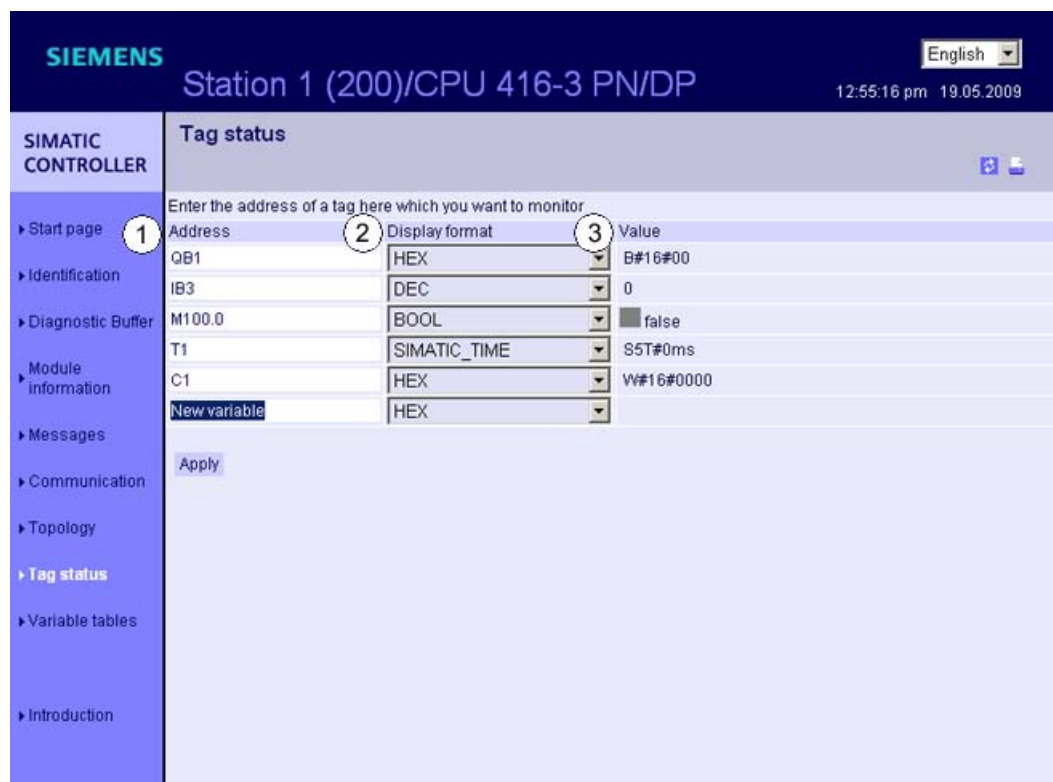 SIEMENS
English
Station 1 (200)/CPU 416-3 PN/DP
12:55:16 pm 19.05.2009
SIMATIC
CONTROLLER
Tag status
Start page
Identification
Diagnostic Buffer
Module
information
Messages
Communication
Topology
Tag status
Variable tables
Introduction
Enter the address of a tag here which you want to monitor
1 Address 2 Display format 3 Value
QB1 HEX B#16#00
IB3 DEC 0
M100.0 BOOL false
T1 SIMATIC_TIME S5T#0ms
C1 HEX W#16#0000
New variable HEX
Apply